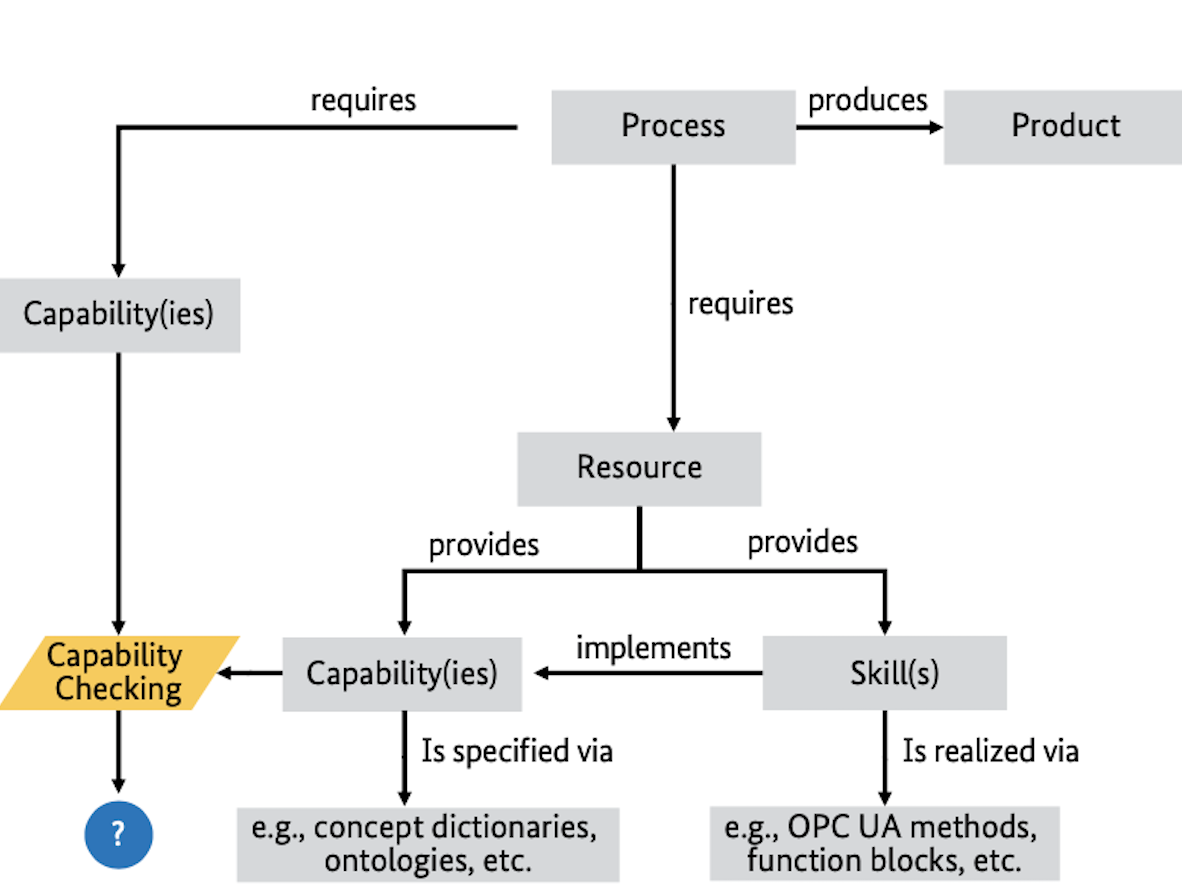 requires
Process
produces
Product
Capability(ies)
requires
Resource
provides
provides
Capability
Checking
Capability(ies)
implements
Skill(s)
Is specified via
Is realized via
?
e.g., concept dictionaries,
ontologies, etc.
e.g., OPC UA methods,
function blocks, etc.